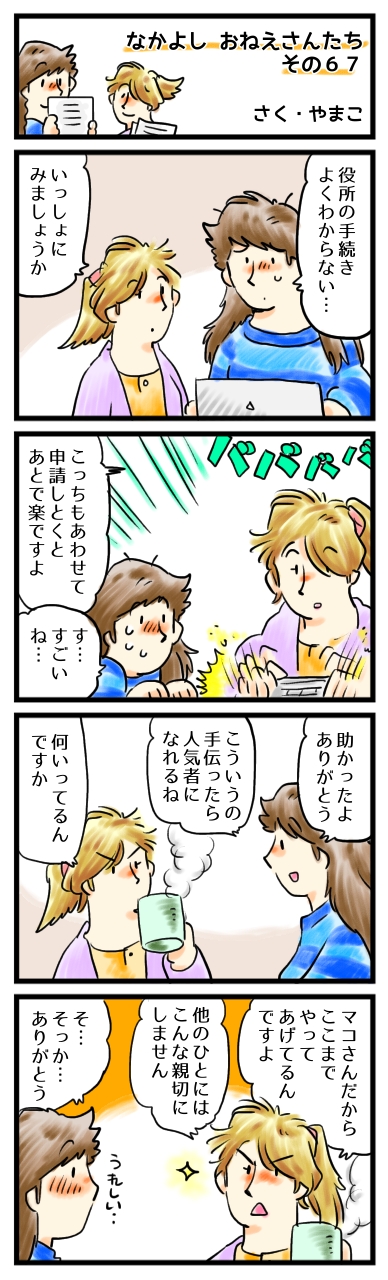 なかよし おねえさんたち
その６７
さく・やまこ
役所の手続き
よくわからない…
いっしょに
みましょうか
ババババ
こっちもあわせて
申請しとくと
あとで楽ですよ
す…
すごい
ね…
助かったよ
ありがとう
こういうの
手伝ったら
人気者に
なれるね
何いってるん
ですか
マコさんだから
ここまで
やって
あげてるん
ですよ
他のひとには
こんな親切に
しません
そ…
そっか…
ありがとう
うれしい‥